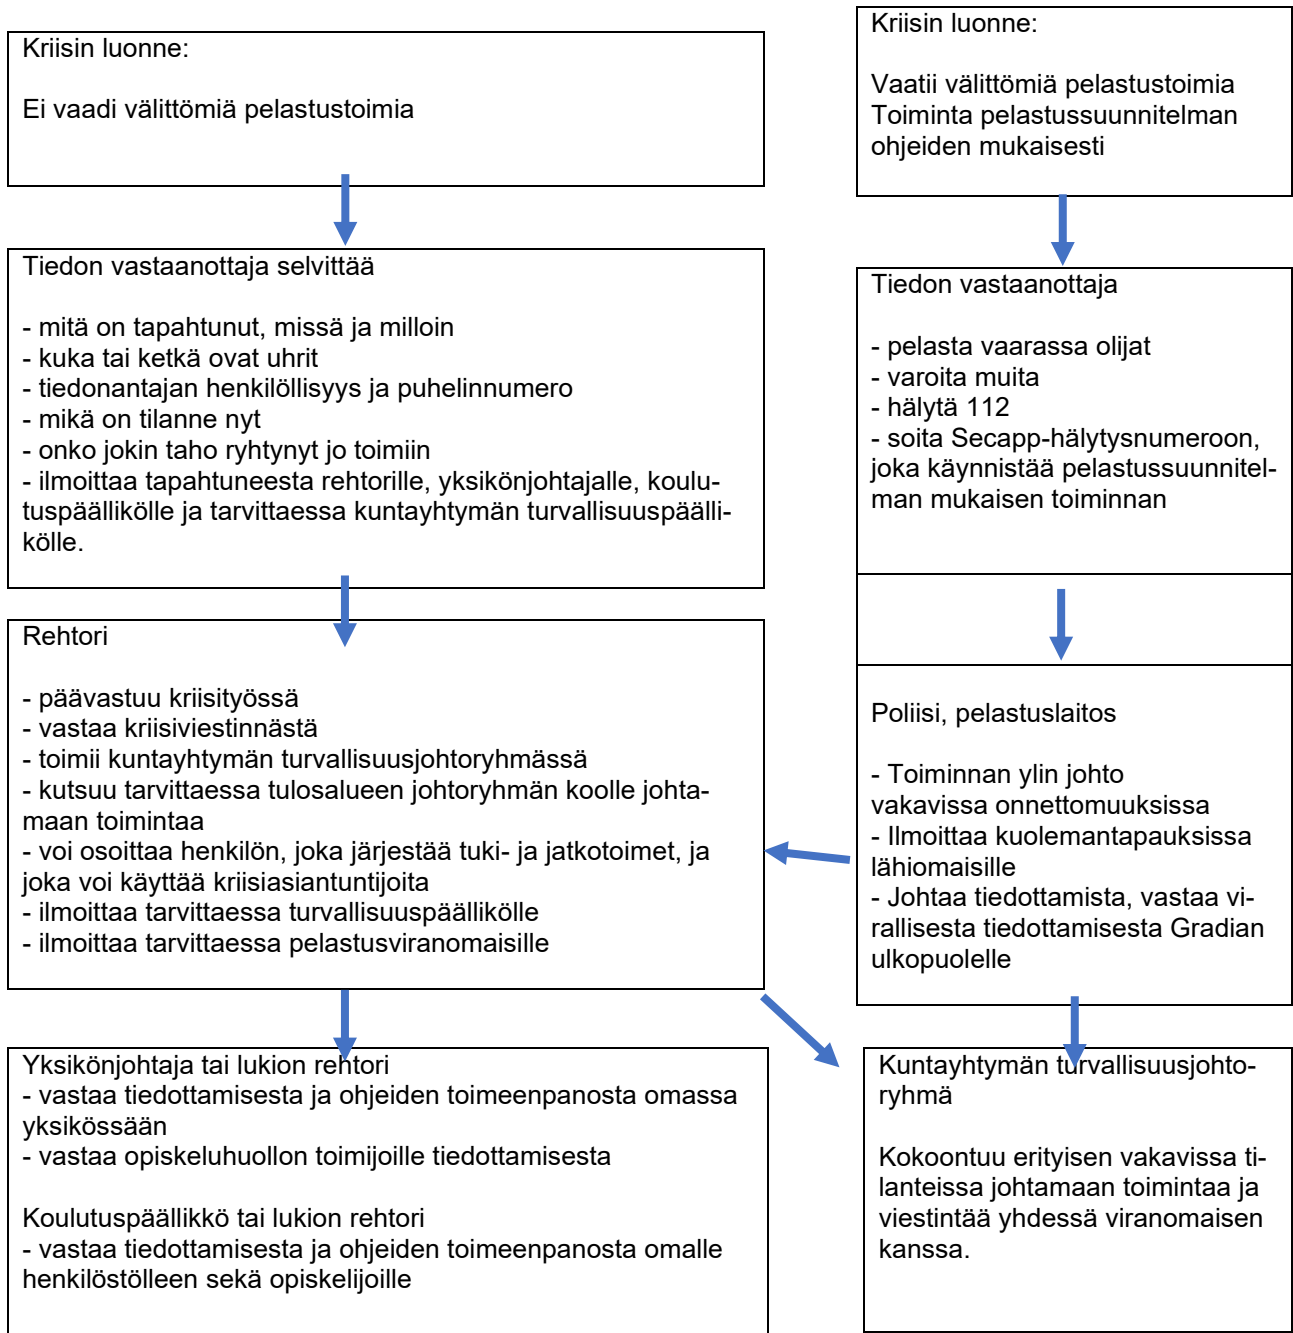 Kriisin luonne:
Ei vaadi välittömiä pelastustoimia
Tiedon vastaanottaja selvittää
- mitä on tapahtunut, missä ja milloin
- kuka tai ketkä ovat uhrit
- tiedonantajan henkilöllisyys ja puhelinnumero
- mikä on tilanne nyt
- onko jokin taho ryhtynyt jo toimiin
- ilmoittaa tapahtuneesta rehtorille, yksikönjohtajalle, koulu-
tuspäällikölle ja tarvittaessa kuntayhtymän turvallisuuspäälli-
kölle.
Rehtori
- päävastuu kriisityössä
- vastaa kriisiviestinnästä
- toimii kuntayhtymän turvallisuusjohtoryhmässä
- kutsuu tarvittaessa tulosalueen johtoryhmän koolle johta-
maan toimintaa
- voi osoittaa henkilön, joka järjestää tuki- ja jatkotoimet, ja
joka voi käyttää kriisiasiantuntijoita
- ilmoittaa tarvittaessa turvallisuuspäällikölle
- ilmoittaa tarvittaessa pelastusviranomaisille
Yksikönjohtaja tai lukion rehtori
- vastaa tiedottamisesta ja ohjeiden toimeenpanosta omassa
yksikössään
- vastaa opiskeluhuollon toimijoille tiedottamisesta
Koulutuspäällikkö tai lukion rehtori
- vastaa tiedottamisesta ja ohjeiden toimeenpanosta omalle
henkilöstölleen sekä opiskelijoille
Kriisin luonne:
Vaatii välittömiä pelastustoimia
Toiminta pelastussuunnitelman
ohjeiden mukaisesti
Tiedon vastaanottaja
- pelasta vaarassa olijat
- varoita muita
- hälytä 112
- soita Secapp-hälytysnumeroon,
joka käynnistää pelastussuunnitel-
man mukaisen toiminnan
Poliisi, pelastuslaitos
- Toiminnan ylin johto
vakavissa onnettomuuksissa
- Ilmoittaa kuolemantapauksissa
lähiomaisille
- Johtaa tiedottamista, vastaa vi-
rallisesta tiedottamisesta Gradian
ulkopuolelle
Kuntayhtymän turvallisuusjohto-
ryhmä
Kokoontuu erityisen vakavissa ti-
lanteissa johtamaan toimintaa ja
viestintää yhdessä viranomaisen
kanssa.